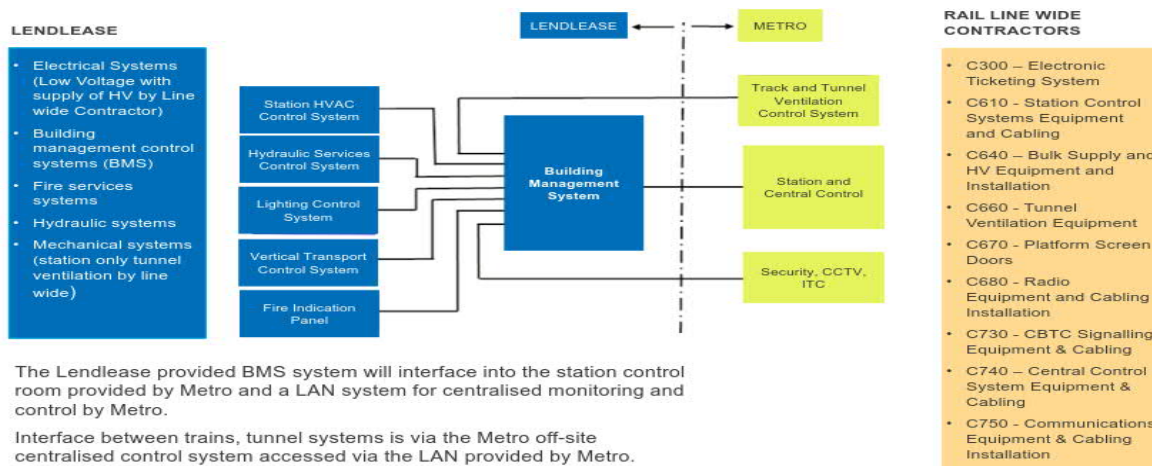 LENDLEASE
• Electrical Systems
(Low Voltage with
supply of HV by Line
wide Contractor)
• Building
management control
systems (BMS)
• Fire services
systems
• Hydraulic systems
• Mechanical systems
(station only tunnel
ventilation by line
wide)
LENDLEASE
METRO
Station HVAC
Control System
Hydraulic Services
Control System
Lighting Control
System
Vertical Transport
Control System
Fire Indication
Panel
Building
Management
System
Track and Tunnel
Ventilation
Control System
Station and
Central Control
Security, CCTV,
ITC
The Lendlease provided BMS system will interface into the station control
room provided by Metro and a LAN system for centralised monitoring and
control by Metro.
Interface between trains, tunnel systems is via the Metro off-site
centralised control system accessed via the LAN provided by Metro.
RAIL LINE WIDE
CONTRACTORS
• C300 – Electronic
Ticketing System
• C610 - Station Control
Systems Equipment
and Cabling
• C640 – Bulk Supply and
HV Equipment and
Installation
• C660 - Tunnel
Ventilation Equipment
• C670 - Platform Screen
Doors
• C680 - Radio
Equipment and Cabling
Installation
• C730 - CBTC Signalling
Equipment & Cabling
• C740 – Central Control
System Equipment &
Cabling
• C750 - Communications
Equipment & Cabling
Installation